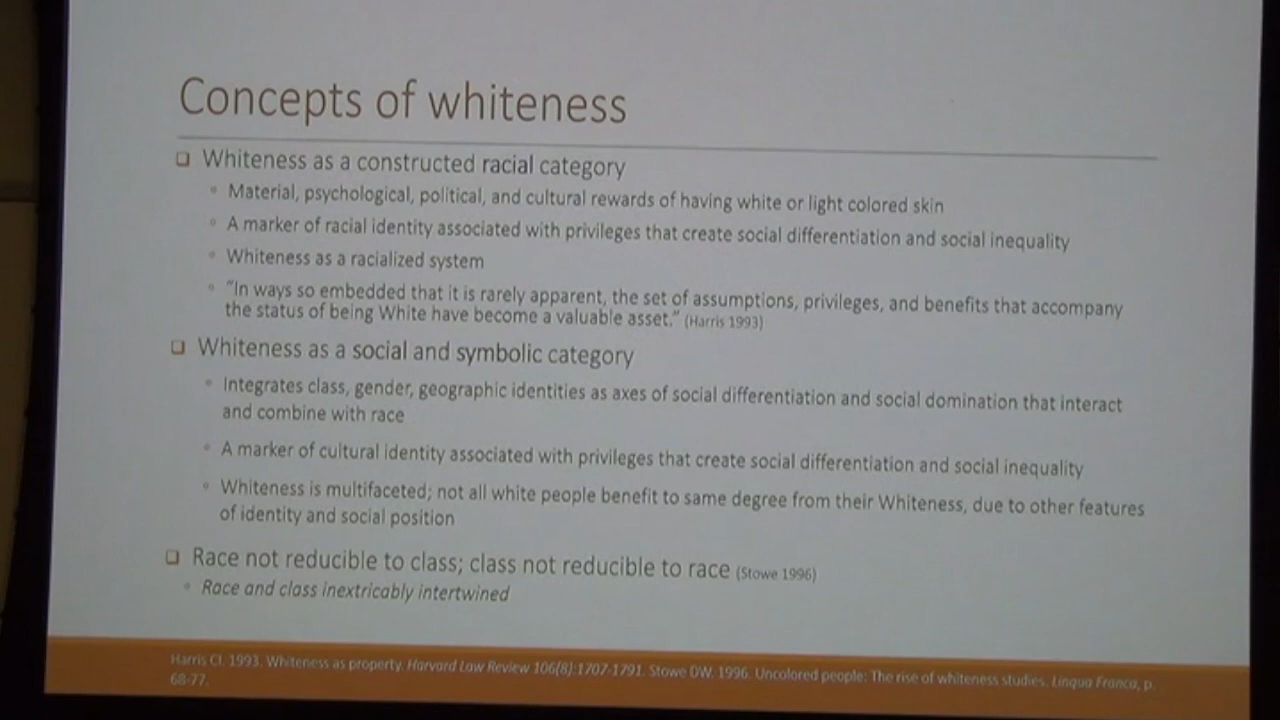 Concepts of whiteness
❑ Whiteness as a constructed racial category
◦ Material, psychological, political, and cultural rewards of having white or light colored skin
◦ A marker of racial identity associated with privileges that create social differentiation and social inequality
◦ Whiteness as a racialized system
◦ "In ways so embedded that it is rarely apparent, the set of assumptions, privileges, and benefits that accompany
the status of being White have become a valuable asset." (Harris 1993)
❑ Whiteness as a social and symbolic category
◦ Integrates class, gender, geographic identities as axes of social differentiation and social domination that interact
and combine with race
◦ A marker of cultural identity associated with privileges that create social differentiation and social inequality
◦ Whiteness is multifaceted; not all white people benefit to same degree from their Whiteness, due to other features
of identity and social position
❑ Race not reducible to class; class not reducible to race (Stowe 1996)
◦ Race and class inextricably intertwined
Harris CI. 1993. Whiteness as property. Harvard Law Review 106(8):1707-1791. Stowe DW. 1996. Uncolored people: The rise of whiteness studies. Lingua Franca, p.
68-77.